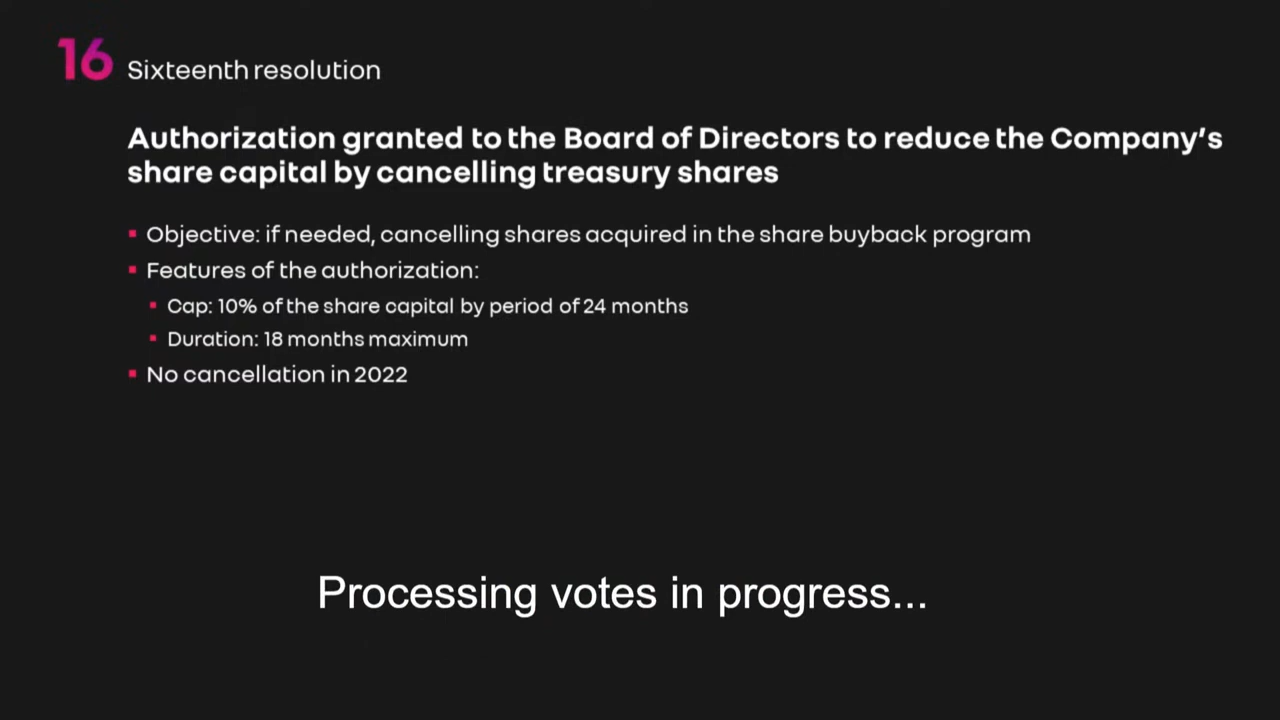 16 Sixteenth resolution
Authorization granted to the Board of Directors to reduce the Company's
share capital by cancelling treasury shares
Objective: if needed, cancelling shares acquired in the share buyback program
Features of the authorization:
Cap: 10% of the share capital by period of 24 months
Duration: 18 months maximum
No cancellation in 2022
Processing votes in progress...